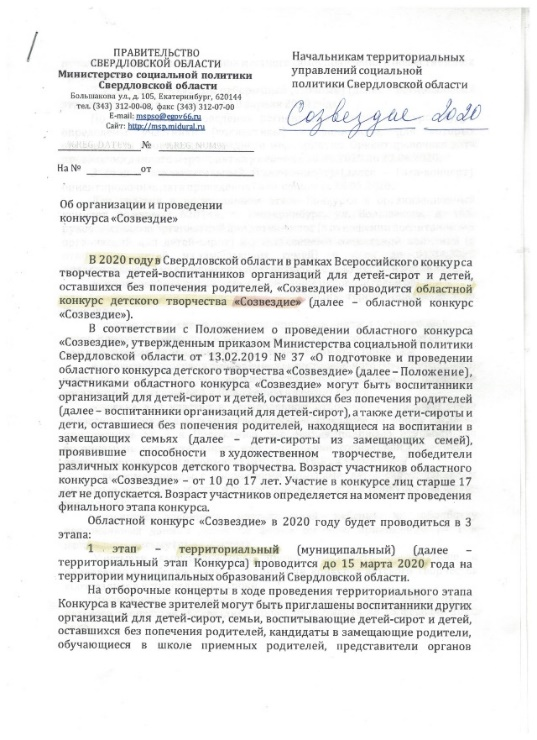 ПРАВИТЕЛЬСТВО
СВЕРДЛОВСКОЙ ОБЛАСТИ
Министерство социальной политики
Свердловской области
Большакова ул., д. 105, Екатеринбург, 620144
тел. (343) 312-00-08, факс (343) 312-07-00
E-mail: mspso@egov66.ru
Сайт: http://msp.midural.ru
№
На № ____________ от ____________
Начальникам территориальных
управлений социальной
политики Свердловской области
Созвездие 2020
Об организации и проведении
конкурса «Созвездие»
В 2020 году в Свердловской области в рамках Всероссийского конкурса
творчества детей-воспитанников организаций для детей-сирот и детей,
оставшихся без попечения родителей, «Созвездие» проводится областной
конкурс детского творчества «Созвездие» (далее – областной конкурс
«Созвездие»).
В соответствии с Положением о проведении областного конкурса
«Созвездие», утвержденным приказом Министерства социальной политики
Свердловской области от 13.02.2019 № 37 «О подготовке и проведении
областного конкурса детского творчества «Созвездие» (далее – Положение),
участниками областного конкурса «Созвездие» могут быть воспитанники
организаций для детей-сирот и детей, оставшихся без попечения родителей
(далее – воспитанники организаций для детей-сирот), а также дети-сироты и
дети, оставшиеся без попечения родителей, находящиеся на воспитании в
замещающих семьях (далее – дети-сироты из замещающих семей),
проявившие способности в художественном творчестве, победители
различных конкурсов детского творчества. Возраст участников областного
конкурса «Созвездие» – от 10 до 17 лет. Участие в конкурсе лиц старше 17
лет не допускается. Возраст участников определяется на момент проведения
финального этапа конкурса.
Областной конкурс «Созвездие» в 2020 году будет проводиться в 3
этапа:
1 этап – территориальный (муниципальный) (далее –
территориальный этап Конкурса) проводится до 15 марта 2020 года на
территории муниципальных образований Свердловской области.
На отборочные концерты в ходе проведения территориального этапа
Конкурса в качестве зрителей могут быть приглашены воспитанники других
организаций для детей-сирот, семьи, воспитывающие детей-сирот и детей,
оставшихся без попечения родителей, кандидаты в замещающие родители,
обучающиеся в школе приемных родителей, представители органов